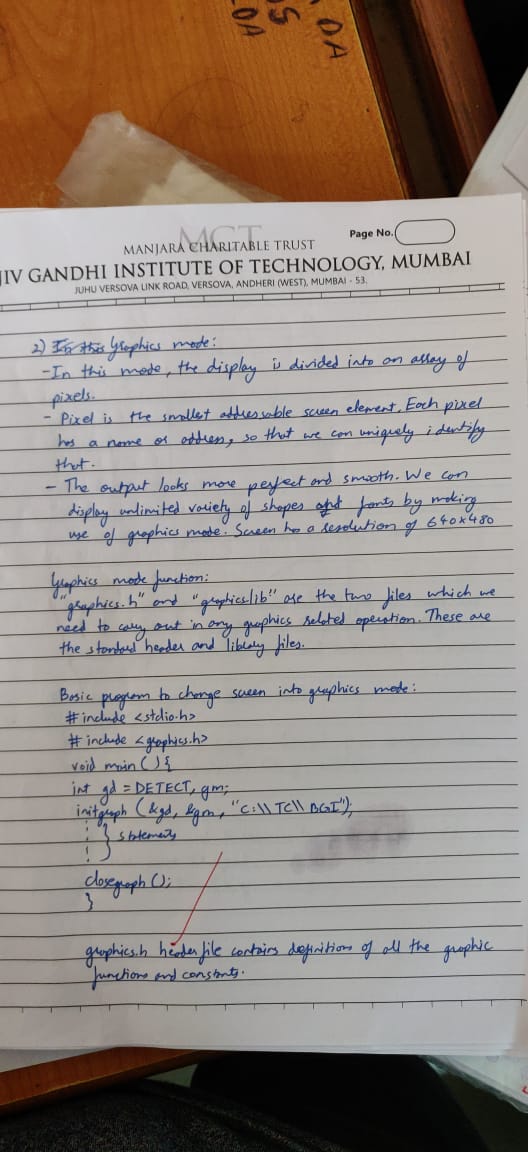 DA
OS
LOA
MCT
Page No.
MANJARA CHARITABLE TRUST
JIV GANDHI INSTITUTE OF TECHNOLOGY, MUMBAI
JUHU VERSOVA LINK ROAD, VERSOVA, ANDHERI (WEST), MUMBAI - 53.
2) In this Graphics mode:
-In this mode, the display is divided into an array of
pixels.
- Pixel is the smallest addressable screen element. Each pixel
has a name or address, so that we can uniquely identify
that.
- The output looks more perfect and smooth. We can
display unlimited variety of shapes and fonts by making
use of graphics mode. Screen has a resolution of 640x480
Graphics mode function:
"graphics.h" and "graphics.lib" are the two files which we
need to carry out in any graphics related operation. These are
the standard header and library files.
Basic program to change screen into graphics mode:
# include <stdio.h>
# include <graphics.h>
void main () {
int gd = DETECT, gm;
initgraph (&gd, &gm, "C:\\TC\\BGI");
} statements
closegraph ();
}
graphics.h header file contains definitions of all the graphic
functions and constants.